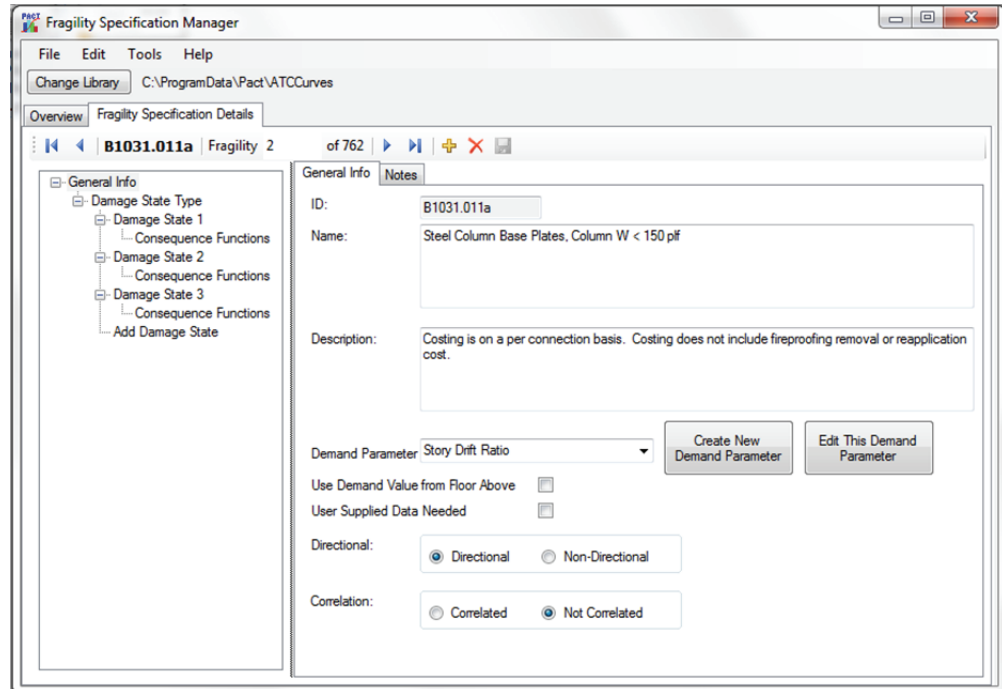 PACT
Fragility Specification Manager
File Edit Tools Help
Change Library C:\ProgramData\Pact\ATCCurves
Overview Fragility Specification Details
B1031.011a Fragility 2 of 762
General Info
Damage State Type
Damage State 1
Consequence Functions
Damage State 2
Consequence Functions
Damage State 3
Consequence Functions
Add Damage State
General Info Notes
ID: B1031.011a
Name: Steel Column Base Plates, Column W < 150 plf
Description: Costing is on a per connection basis. Costing does not include fireproofing removal or reapplication
cost.
Demand Parameter Story Drift Ratio
Create New
Demand Parameter
Edit This Demand
Parameter
Use Demand Value from Floor Above
User Supplied Data Needed
Directional: Directional Non-Directional
Correlation: Correlated Not Correlated